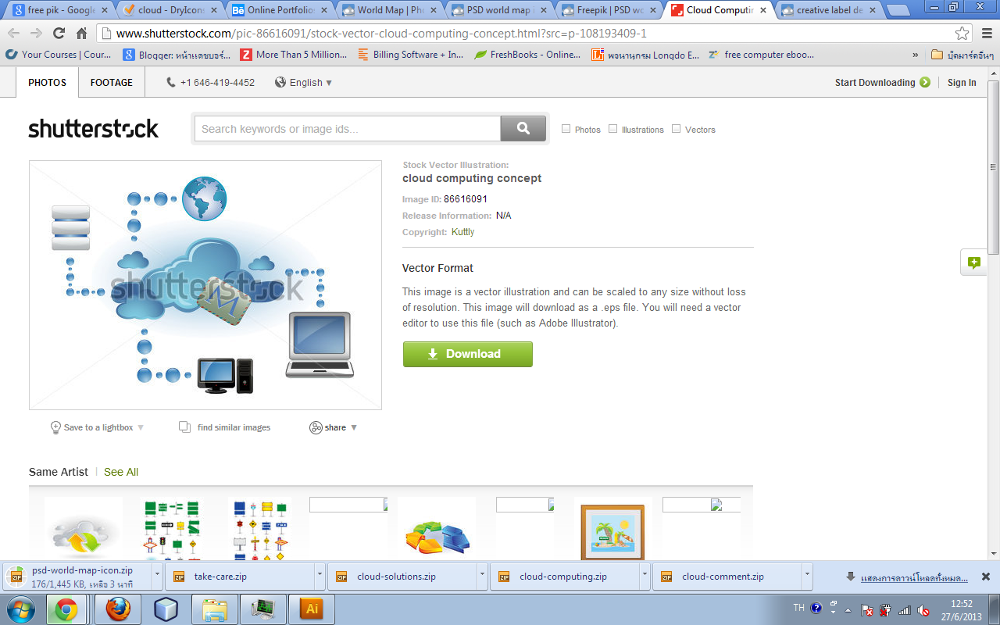 free pik - Google
cloud - DryIcons
Online Portfolios
World Map | Pho
PSD world map i
Freepik | PSD wo
Cloud Computin
creative label de
www.shutterstock.com/pic-86616091/stock-vector-cloud-computing-concept.html?src=p-108193409-1
Your Courses | Cour...
Blogger: หน้าแดชบอร์...
More Than 5 Million...
Billing Software + In...
FreshBooks - Online...
พจนานุกรม Longdo E...
free computer eboo...
»
บุ๊กมาร์กอื่นๆ
PHOTOS
FOOTAGE
+1 646-419-4452
English
Start Downloading
Sign In
shutterstock
Search keywords or image ids...
Photos
Illustrations
Vectors
Stock Vector Illustration:
cloud computing concept
Image ID: 86616091
Release Information: N/A
Copyright: Kuttly
shutterstock
M
Vector Format
This image is a vector illustration and can be scaled to any size without loss
of resolution. This image will download as a .eps file. You will need a vector
editor to use this file (such as Adobe Illustrator).
Download
Save to a lightbox
find similar images
share
Same Artist | See All
psd-world-map-icon.zip
176/1,445 KB, เหลือ 3 นาที
take-care.zip
cloud-solutions.zip
cloud-computing.zip
cloud-comment.zip
แสดงการดาวน์โหลดทั้งหมด...
Ai
TH
12:52
27/6/2013